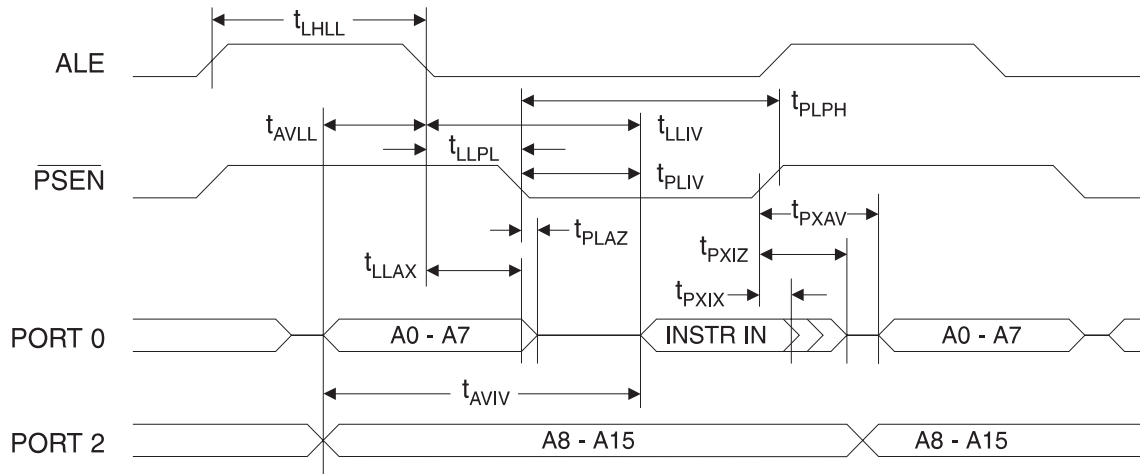 tLHLL
ALE
tPLPH
tAVLL
tLLIV
tLLPL
PSEN
tPLIV
tPXAV
tPLAZ
tPXIZ
tLLAX
tPXIX
PORT 0
A0 - A7
INSTR IN
A0 - A7
tAVIV
PORT 2
A8 - A15
A8 - A15